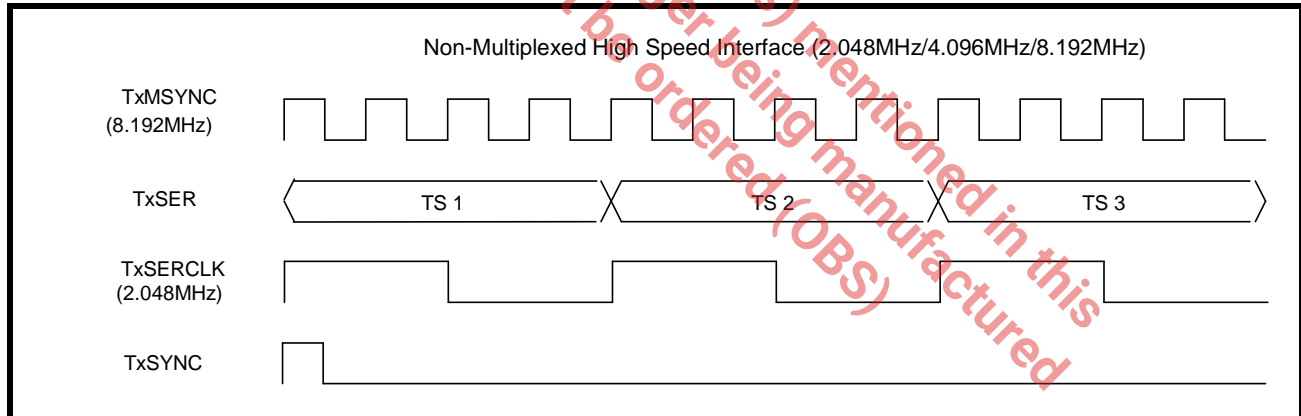 Non-Multiplexed High Speed Interface (2.048MHz/4.096MHz/8.192MHz)
TxMSYNC
(8.192MHz)
TxSER
TS 1
TS 2
TS 3
TxSERCLK
(2.048MHz)
TxSYNC
mentioned in this
being manufactured
be ordered (OBS)